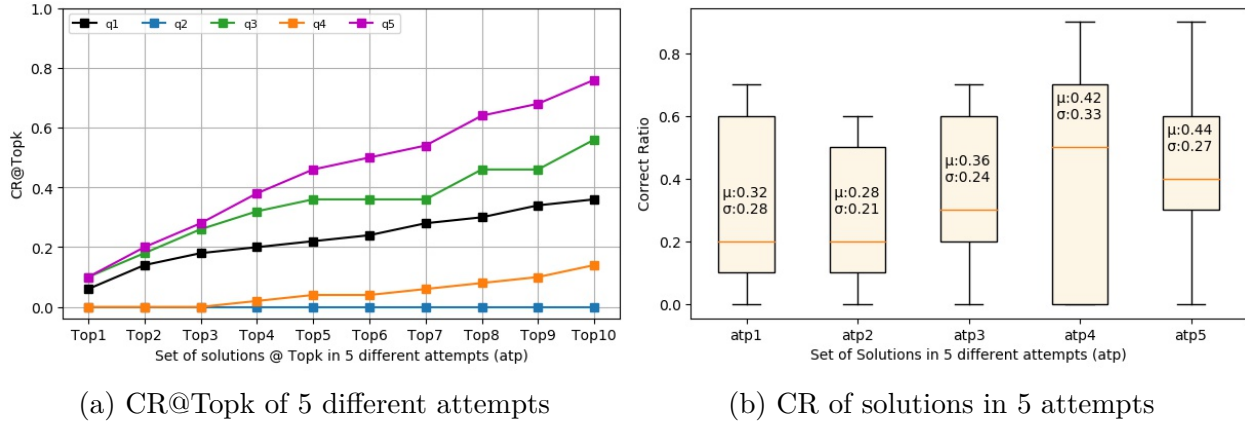 q1 q2 q3 q4 q5
CR@Topk
1.0
0.8
0.6
0.4
0.2
0.0
Top1 Top2 Top3 Top4 Top5 Top6 Top7 Top8 Top9 Top10
Set of solutions @ Topk in 5 different attempts (atp)
(a) CR@Topk of 5 different attempts
Correct Ratio
0.8
0.6
0.4
0.2
0.0
μ:0.32
σ:0.28
μ:0.28
σ:0.21
μ:0.36
σ:0.24
μ:0.42
σ:0.33
μ:0.44
σ:0.27
atp1 atp2 atp3 atp4 atp5
Set of Solutions in 5 different attempts (atp)
(b) CR of solutions in 5 attempts